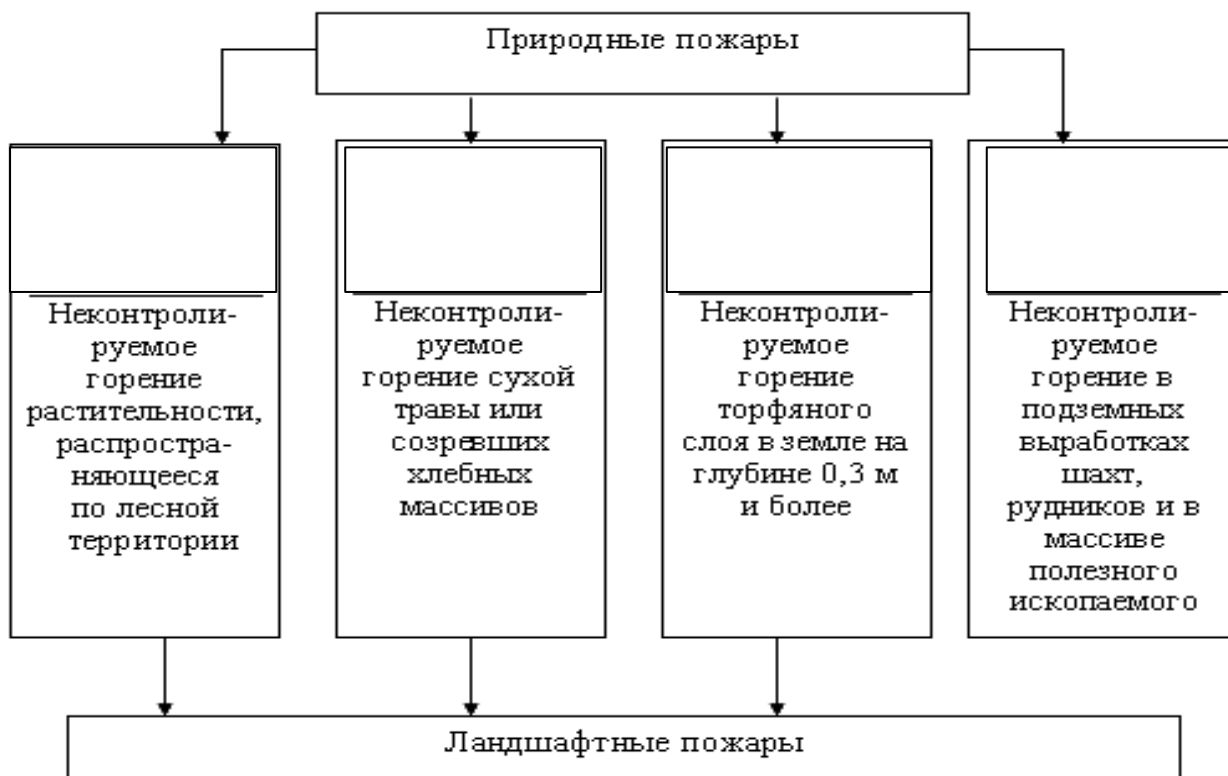 Природные пожары
Неконтроли-
руемое
горение
растительности,
распростра-
няющееся
по лесной
территории
Неконтроли-
руемое
горение сухой
травы или
созревших
хлебных
массивов
Неконтроли-
руемое
горение
торфяного
слоя в земле на
глубине 0,3 м
и более
Неконтроли-
руемое
горение в
подземных
выработках
шахт,
рудников и в
массиве
полезного
ископаемого
Ландшафтные пожары